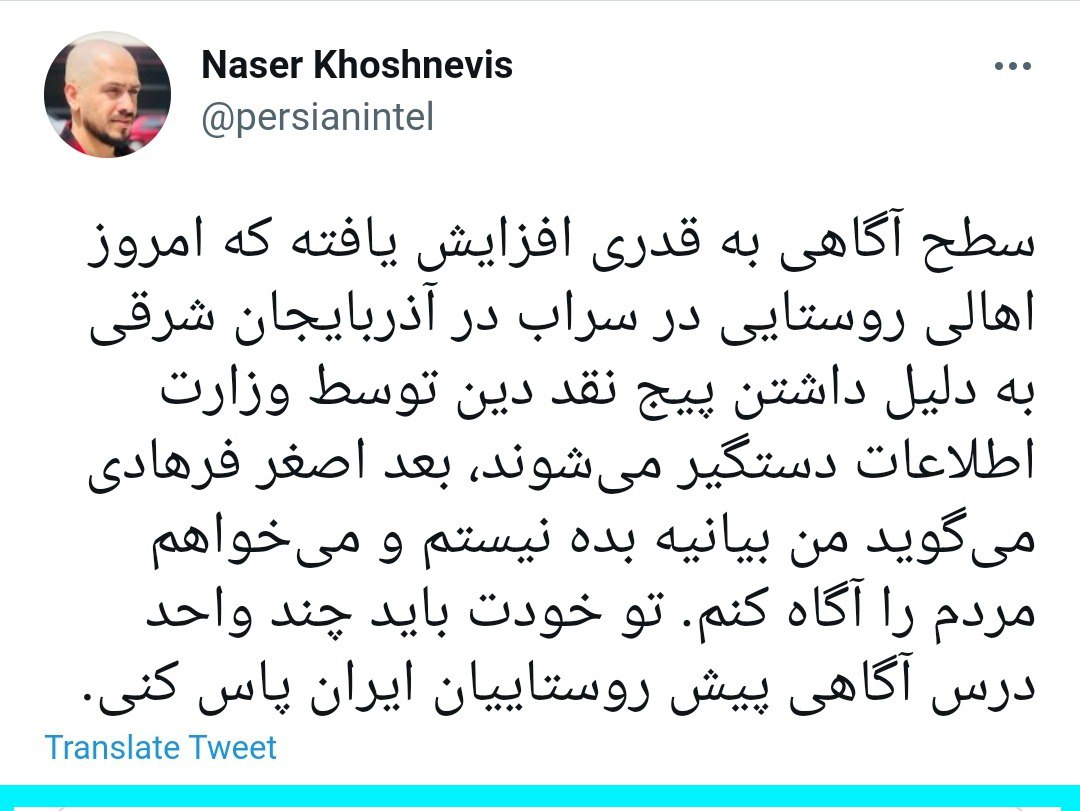 Naser Khoshnevis
@persianintel
سطح آگاهی به قدری افزایش یافته که امروز
اهالی روستایی در سراب در آذربایجان شرقی
به دلیل داشتن پیج نقد دین توسط وزارت
اطلاعات دستگیر می‌شوند، بعد اصغر فرهادی
می‌گوید من بیانیه بده نیستم و می‌خواهم
مردم را آگاه کنم. تو خودت باید چند واحد
درس آگاهی پیش روستاییان ایران پاس کنی.
Translate Tweet